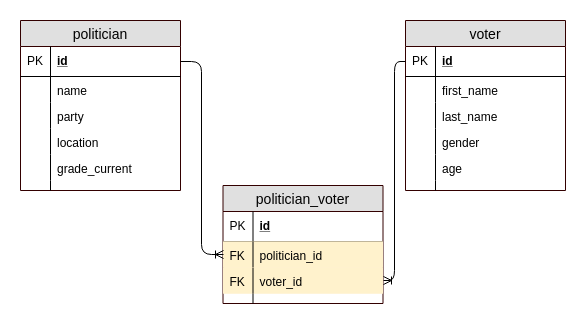 politician
PK id
name
party
location
grade_current
voter
PK id
first_name
last_name
gender
age
politician_voter
PK id
FK politician_id
FK voter_id